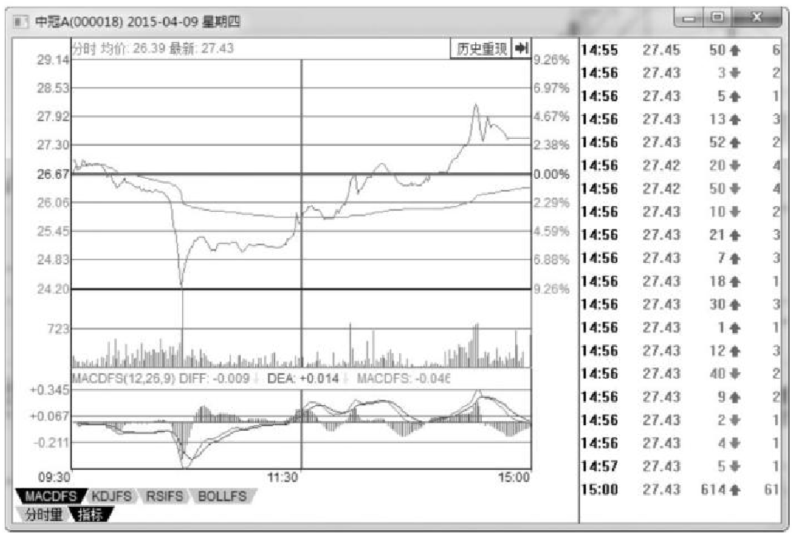 中冠A(000018) 2015-04-09 星期四
分时 均价: 26.39 最新: 27.43
历史重现
29.14 9.26%
28.53 6.97%
27.92 4.67%
27.30 2.38%
26.67 0.00%
26.06 2.29%
25.45 4.59%
24.83 6.88%
24.20 9.26%
723
MACDFS(12,26,9) DIFF: -0.009 DEA: +0.014 MACDFS: -0.046
+0.345
+0.067
-0.211
09:30 11:30 15:00
MACDFS KDJFS RSIFS BOLLFS
分时量 指标
14:55 27.45 50 6
14:56 27.43 3 2
14:56 27.43 5 1
14:56 27.43 13 3
14:56 27.43 52 2
14:56 27.42 20 4
14:56 27.42 50 4
14:56 27.43 10 2
14:56 27.43 21 3
14:56 27.43 7 3
14:56 27.43 18 1
14:56 27.43 30 3
14:56 27.43 1 1
14:56 27.43 12 3
14:56 27.43 40 2
14:56 27.43 9 2
14:56 27.43 2 1
14:56 27.43 4 1
14:57 27.43 5 1
15:00 27.43 614 61